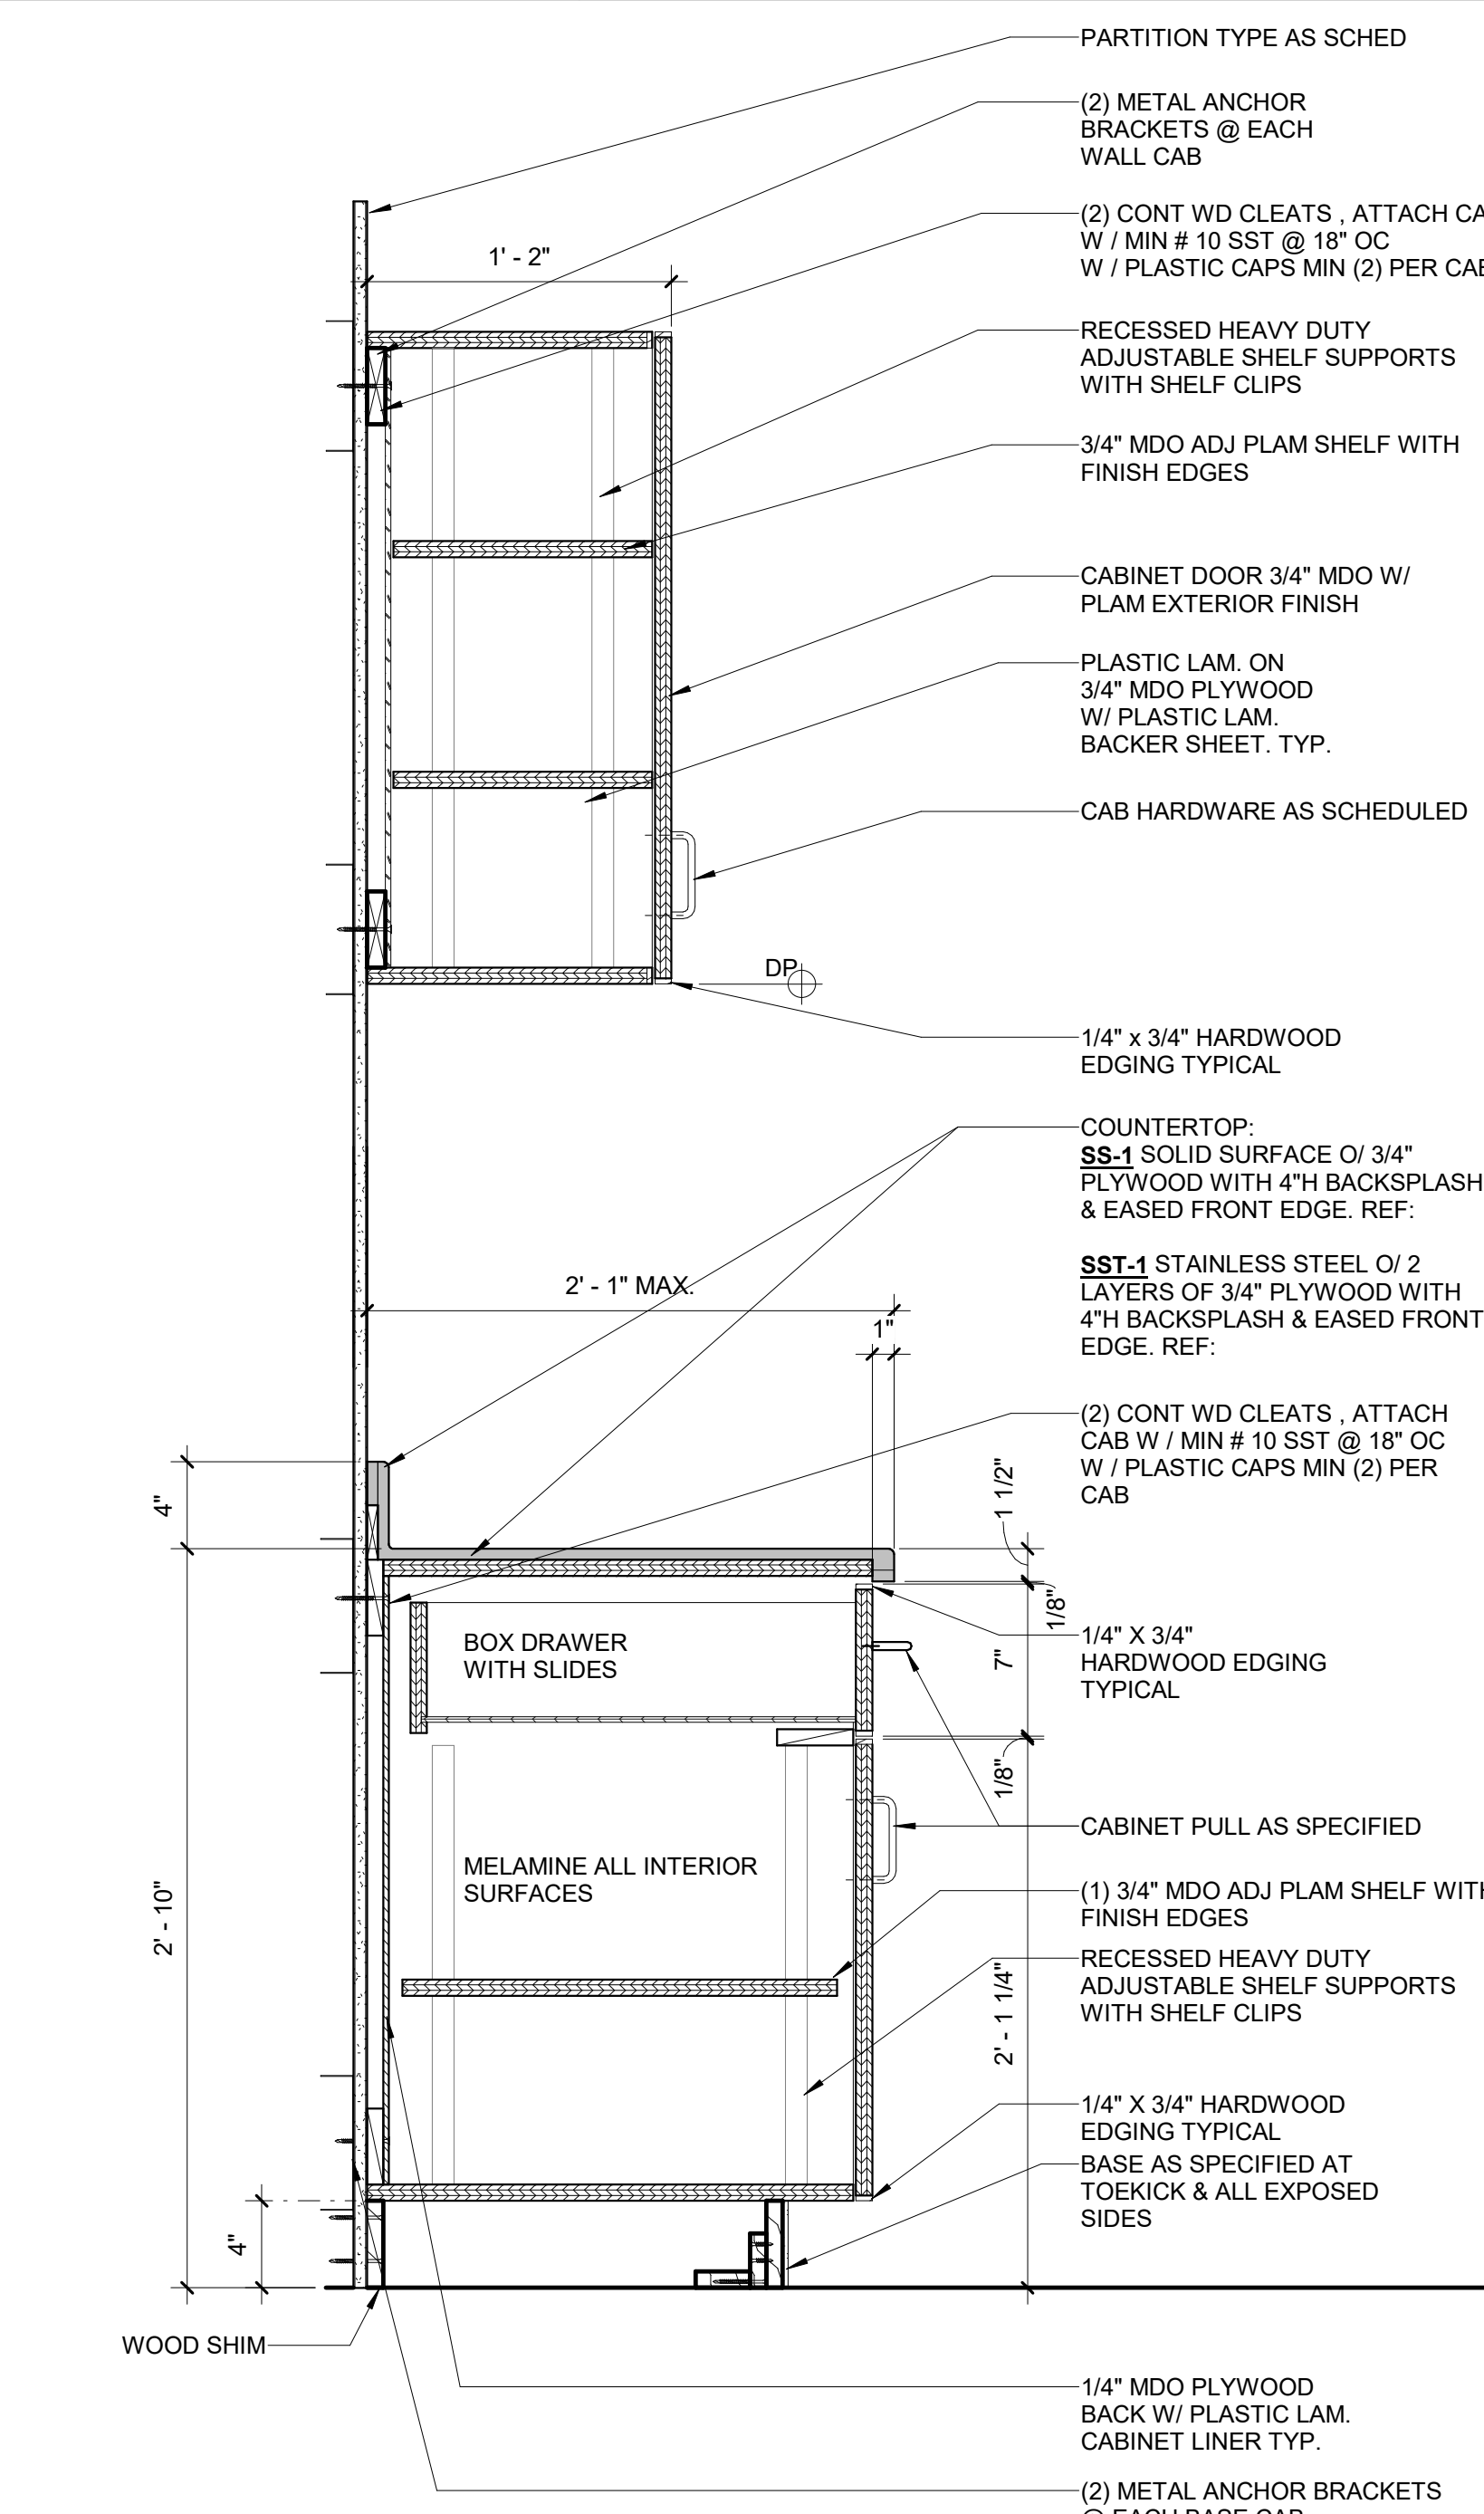 PARTITION TYPE AS SCHED
(2) METAL ANCHOR
BRACKETS @ EACH
WALL CAB
(2) CONT WD CLEATS , ATTACH CA
W / MIN # 10 SST @ 18" OC
W / PLASTIC CAPS MIN (2) PER CAB
1' - 2"
RECESSED HEAVY DUTY
ADJUSTABLE SHELF SUPPORTS
WITH SHELF CLIPS
3/4" MDO ADJ PLAM SHELF WITH
FINISH EDGES
CABINET DOOR 3/4" MDO W/
PLAM EXTERIOR FINISH
PLASTIC LAM. ON
3/4" MDO PLYWOOD
W/ PLASTIC LAM.
BACKER SHEET. TYP.
CAB HARDWARE AS SCHEDULED
DP
1/4" x 3/4" HARDWOOD
EDGING TYPICAL
COUNTERTOP:
SS-1 SOLID SURFACE O/ 3/4"
PLYWOOD WITH 4"H BACKSPLASH
& EASED FRONT EDGE. REF:
SST-1 STAINLESS STEEL O/ 2
LAYERS OF 3/4" PLYWOOD WITH
4"H BACKSPLASH & EASED FRONT
EDGE. REF:
2' - 1" MAX.
1"
(2) CONT WD CLEATS , ATTACH
CAB W / MIN # 10 SST @ 18" OC
W / PLASTIC CAPS MIN (2) PER
CAB
4"
1 1/2"
1/8"
7"
1/8"
BOX DRAWER
WITH SLIDES
1/4" X 3/4"
HARDWOOD EDGING
TYPICAL
CABINET PULL AS SPECIFIED
MELAMINE ALL INTERIOR
SURFACES
2' - 10"
(1) 3/4" MDO ADJ PLAM SHELF WITH
FINISH EDGES
RECESSED HEAVY DUTY
ADJUSTABLE SHELF SUPPORTS
WITH SHELF CLIPS
2' - 1 1/4"
1/4" X 3/4" HARDWOOD
EDGING TYPICAL
BASE AS SPECIFIED AT
TOEKICK & ALL EXPOSED
SIDES
4"
WOOD SHIM
1/4" MDO PLYWOOD
BACK W/ PLASTIC LAM.
CABINET LINER TYP.
(2) METAL ANCHOR BRACKETS
@ EACH BASE CAB